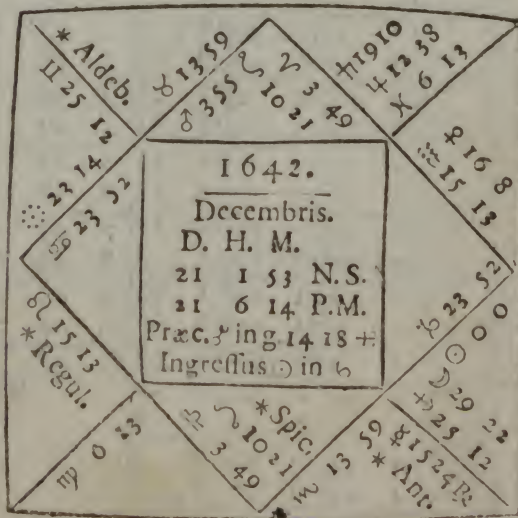 * Aldeb.
♊ 25 12
♉ 13 59
♂ 3 55
☊ 10 21
♈ 3 49
♄ 19 10
♃ 12 38
♓ 6 13
♀ 16 8
♒ 15 13
23 14
♋ 23 52
1642.
Decembris.
D. H. M.
21 1 53 N.S.
21 6 14 P.M.
Præc. in g. 14 18
Ingreſſus ☉ in
♑ 23 52
☉ 0 0
☽ 29 22
♐ 25 12
☿ 15 24 ℞
* Ant.
♌ 15 13
* Regul.
♍ 0 23
♎ 3 49
☋ 10 21
* Spic.
♏ 13 59